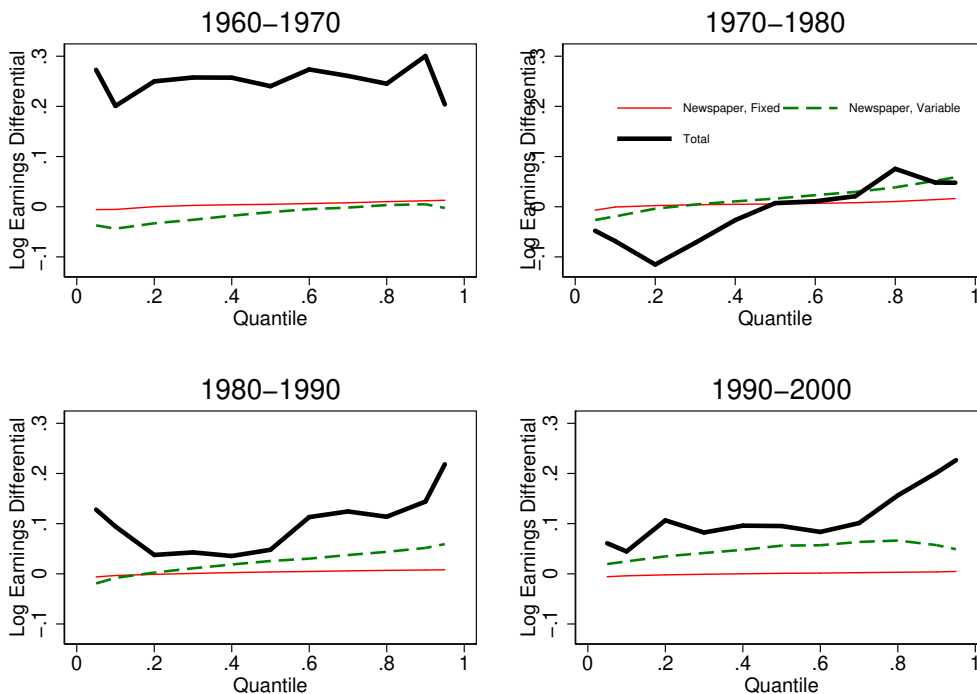 1960−1970
Log Earnings Differential
−.1 0 .1 .2 .3
0 .2 .4 .6 .8 1
Quantile
1970−1980
Log Earnings Differential
−.1 0 .1 .2 .3
Newspaper, Fixed Newspaper, Variable
Total
0 .2 .4 .6 .8 1
Quantile
1980−1990
Log Earnings Differential
−.1 0 .1 .2 .3
0 .2 .4 .6 .8 1
Quantile
1990−2000
Log Earnings Differential
−.1 0 .1 .2 .3
0 .2 .4 .6 .8 1
Quantile